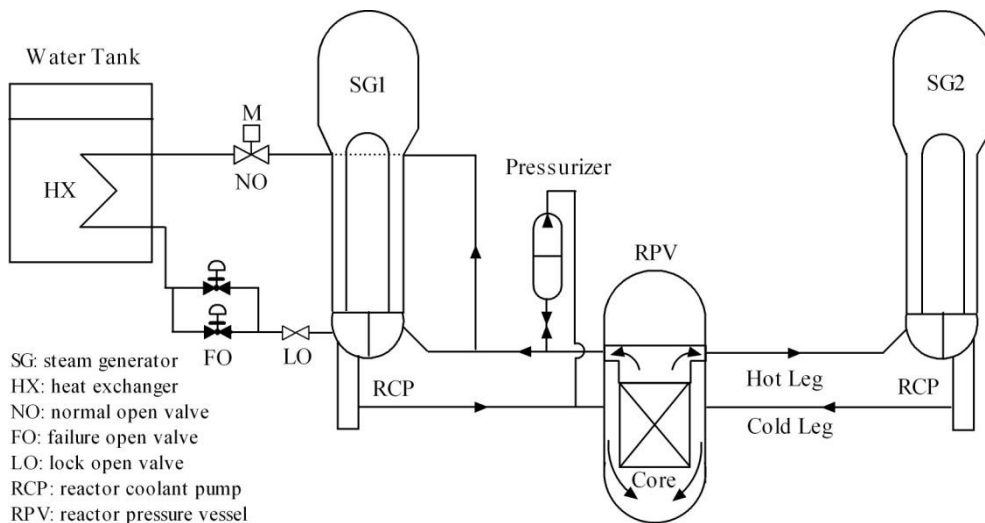 Water Tank
HX
M
NO
SG1
SG2
Pressurizer
RPV
FO
LO
RCP
Hot Leg
RCP
Cold Leg
Core
SG: steam generator
HX: heat exchanger
NO: normal open valve
FO: failure open valve
LO: lock open valve
RCP: reactor coolant pump
RPV: reactor pressure vessel